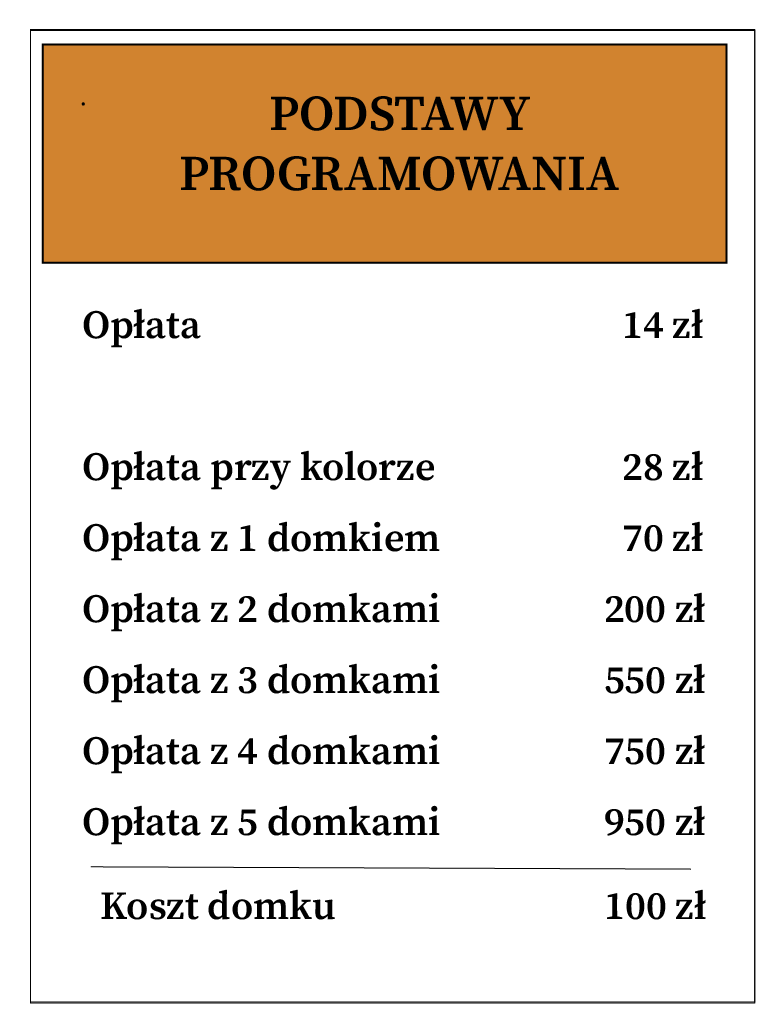 PODSTAWY
PROGRAMOWANIA
Opłata 14 zł
Opłata przy kolorze 28 zł
Opłata z 1 domkiem 70 zł
Opłata z 2 domkami 200 zł
Opłata z 3 domkami 550 zł
Opłata z 4 domkami 750 zł
Opłata z 5 domkami 950 zł
Koszt domku 100 zł